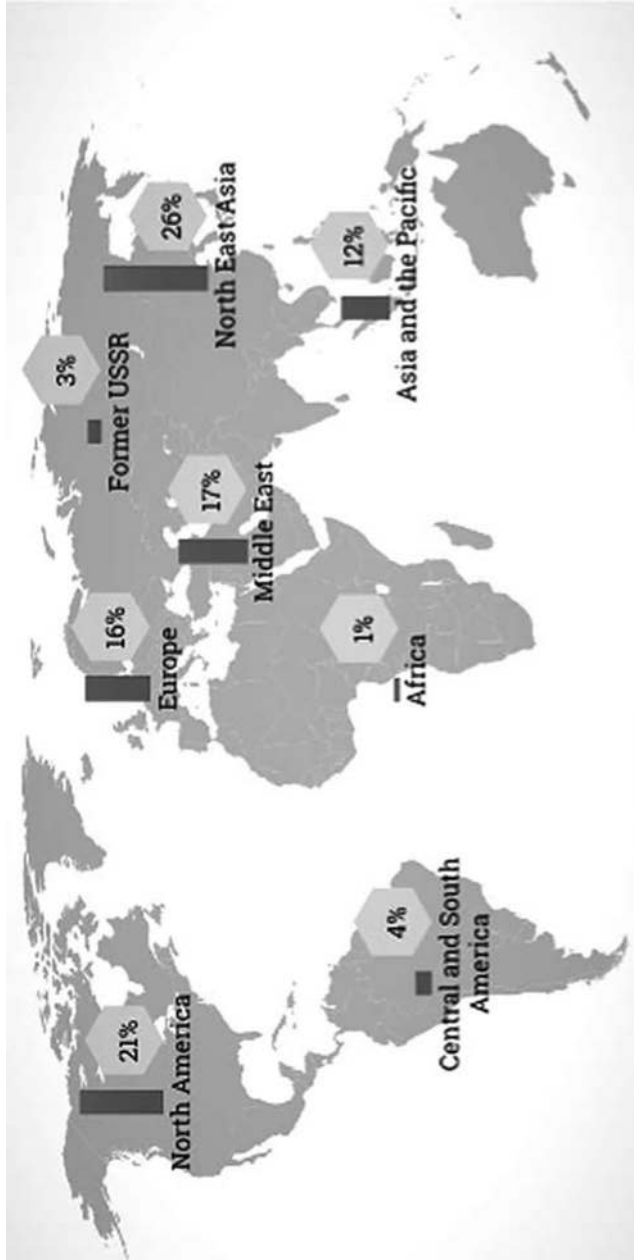 3%
Former USSR
26%
North East Asia
16%
Europe
21%
North America
17%
Middle East
12%
Asia and the Pacific
1%
Africa
4%
Central and South
America